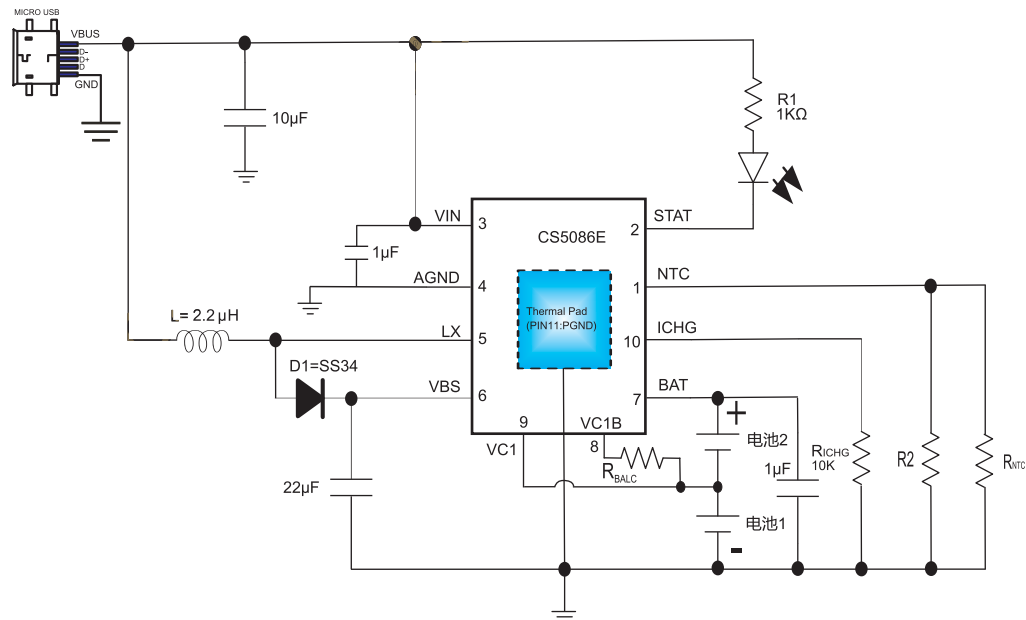 MICRO USB
VBUS
D-
D+
D
GND
10μF
R1
1KΩ
VIN
3
CS5086E
2
STAT
1μF
AGND
4
Thermal Pad
(PIN11:PGND)
1
NTC
L= 2.2μH
LX
5
10
ICHG
D1=SS34
VBS
6
7
BAT
+
9
VC1
VC1B
8
RBALC
电池2
电池1
-
1μF
RICHG
10K
R2
RNTC
22μF